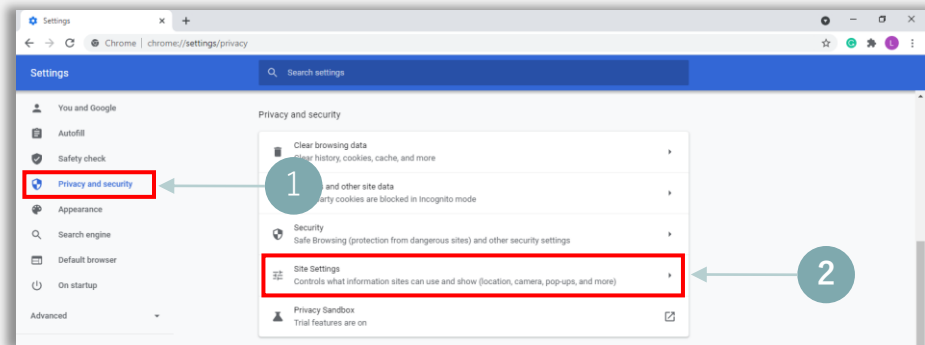 Settings
Chrome | chrome://settings/privacy
L
Settings
Search settings
You and Google
Autofill
Safety check
Privacy and security
Appearance
Search engine
Default browser
On startup
Advanced
Privacy and security
Clear browsing data
history, cookies, cache, and more
1
and other site data
cookies are blocked in Incognito mode
Security
Safe Browsing (protection from dangerous sites) and other security settings
Site Settings
Controls what information sites can use and show (location, camera, pop-ups, and more)
2
Privacy Sandbox
Trial features are on